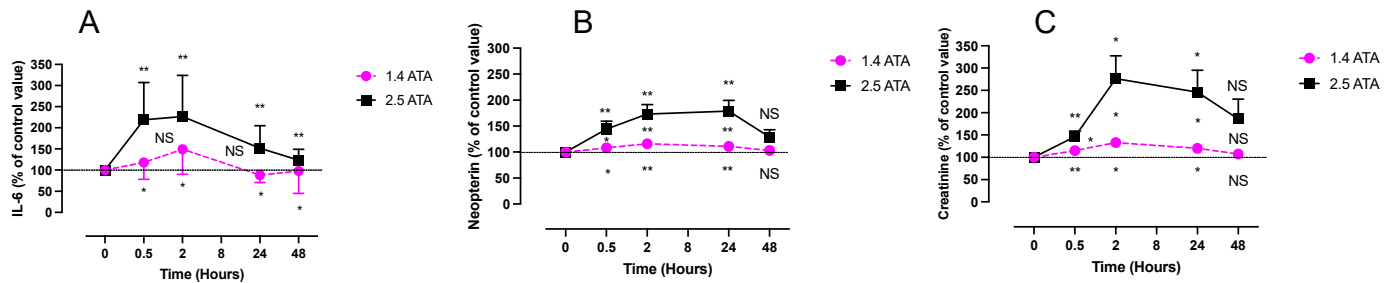 A
IL-6 (% of control value)
350
300
250
200
150
100
50
0
** ** ** **
NS NS
* * * *
0 0.5 2 8 24 48
Time (Hours)
1.4 ATA
2.5 ATA
B
Neopterin (% of control value)
300
250
200
150
100
50
0
** ** ** NS
* ** **
* ** ** NS
0 0.5 2 8 24 48
Time (Hours)
1.4 ATA
2.5 ATA
C
Creatinine (% of control value)
350
300
250
200
150
100
50
0
** * * NS
* * * NS
** * * NS
0 0.5 2 8 24 48
Time (Hours)
1.4 ATA
2.5 ATA